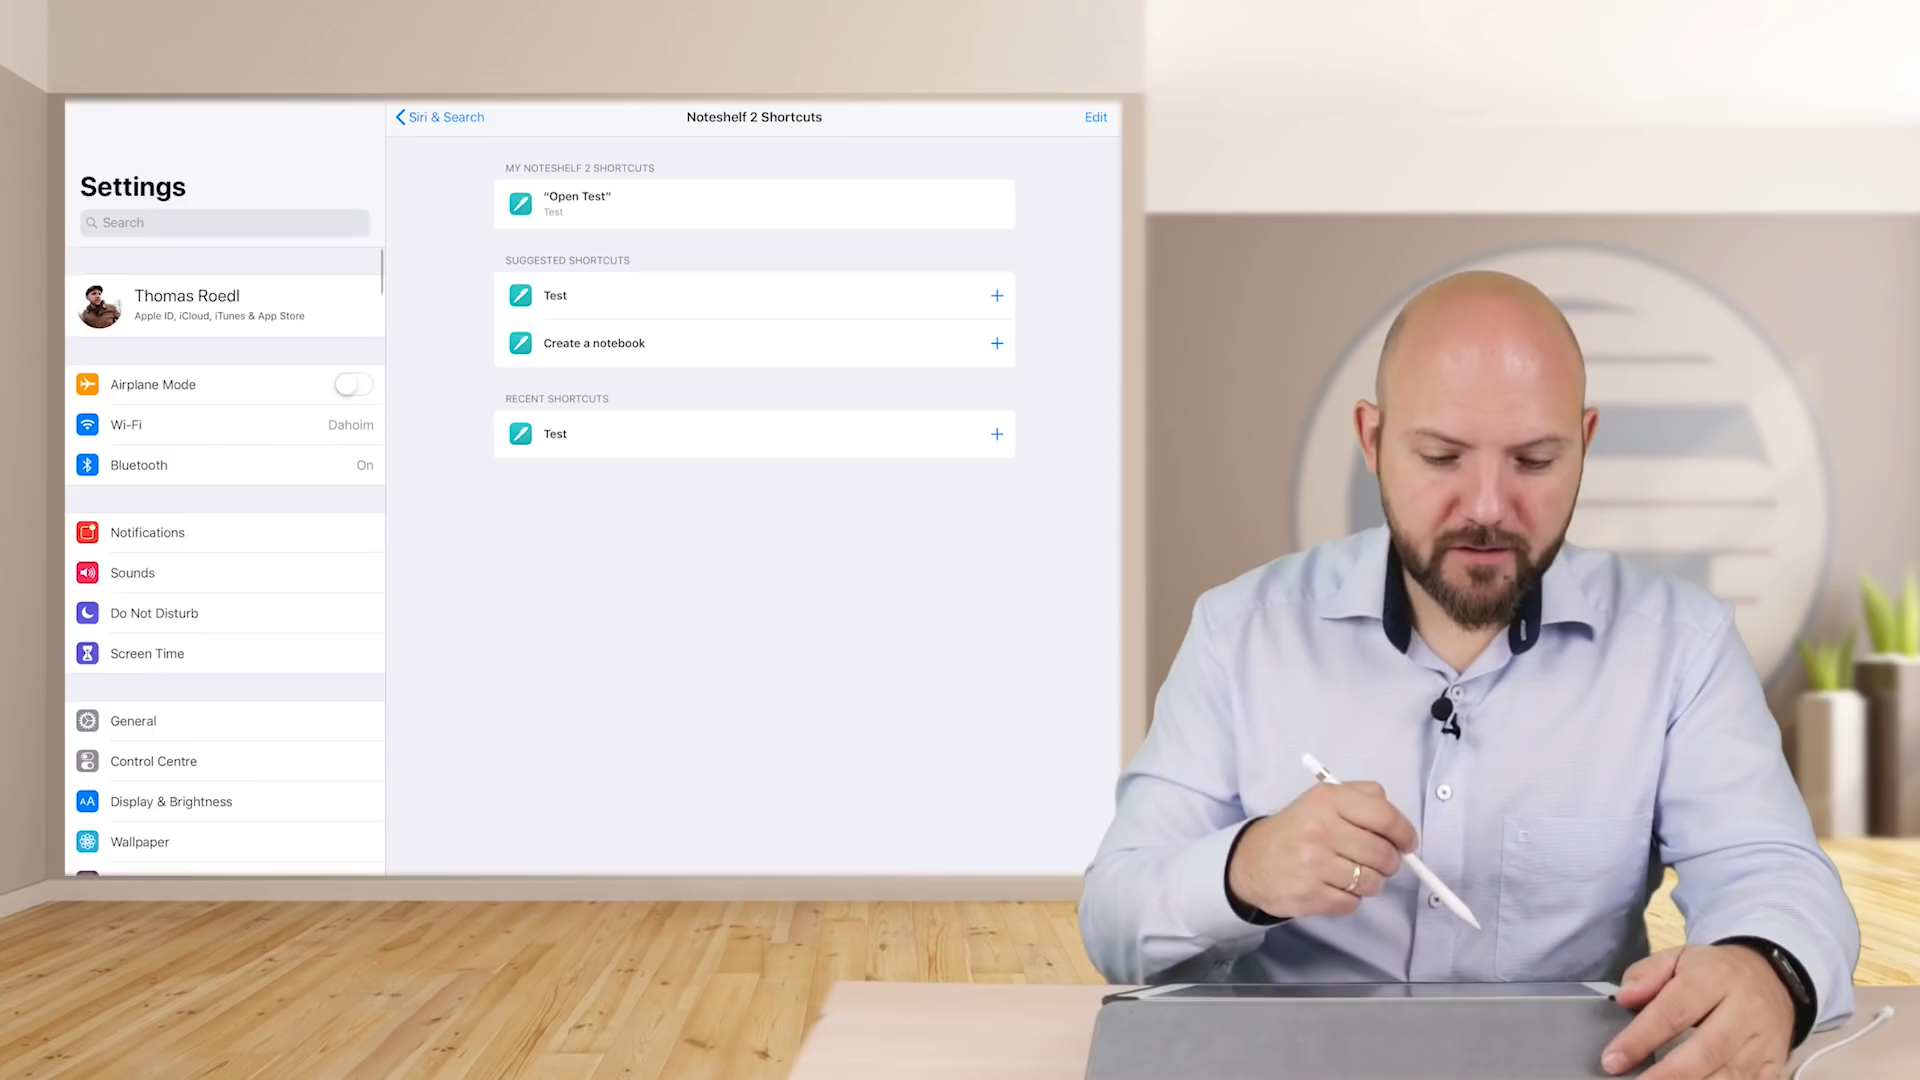 Siri & Search
Noteshelf 2 Shortcuts
Edit
Settings
Search
Thomas Roedl
Apple ID, iCloud, iTunes & App Store
Airplane Mode
Wi-Fi
Dahoim
Bluetooth
On
Notifications
Sounds
Do Not Disturb
Screen Time
General
Control Centre
AA
Display & Brightness
Wallpaper
MY NOTESHELF 2 SHORTCUTS
“Open Test”
Test
SUGGESTED SHORTCUTS
Test
Create a notebook
RECENT SHORTCUTS
Test